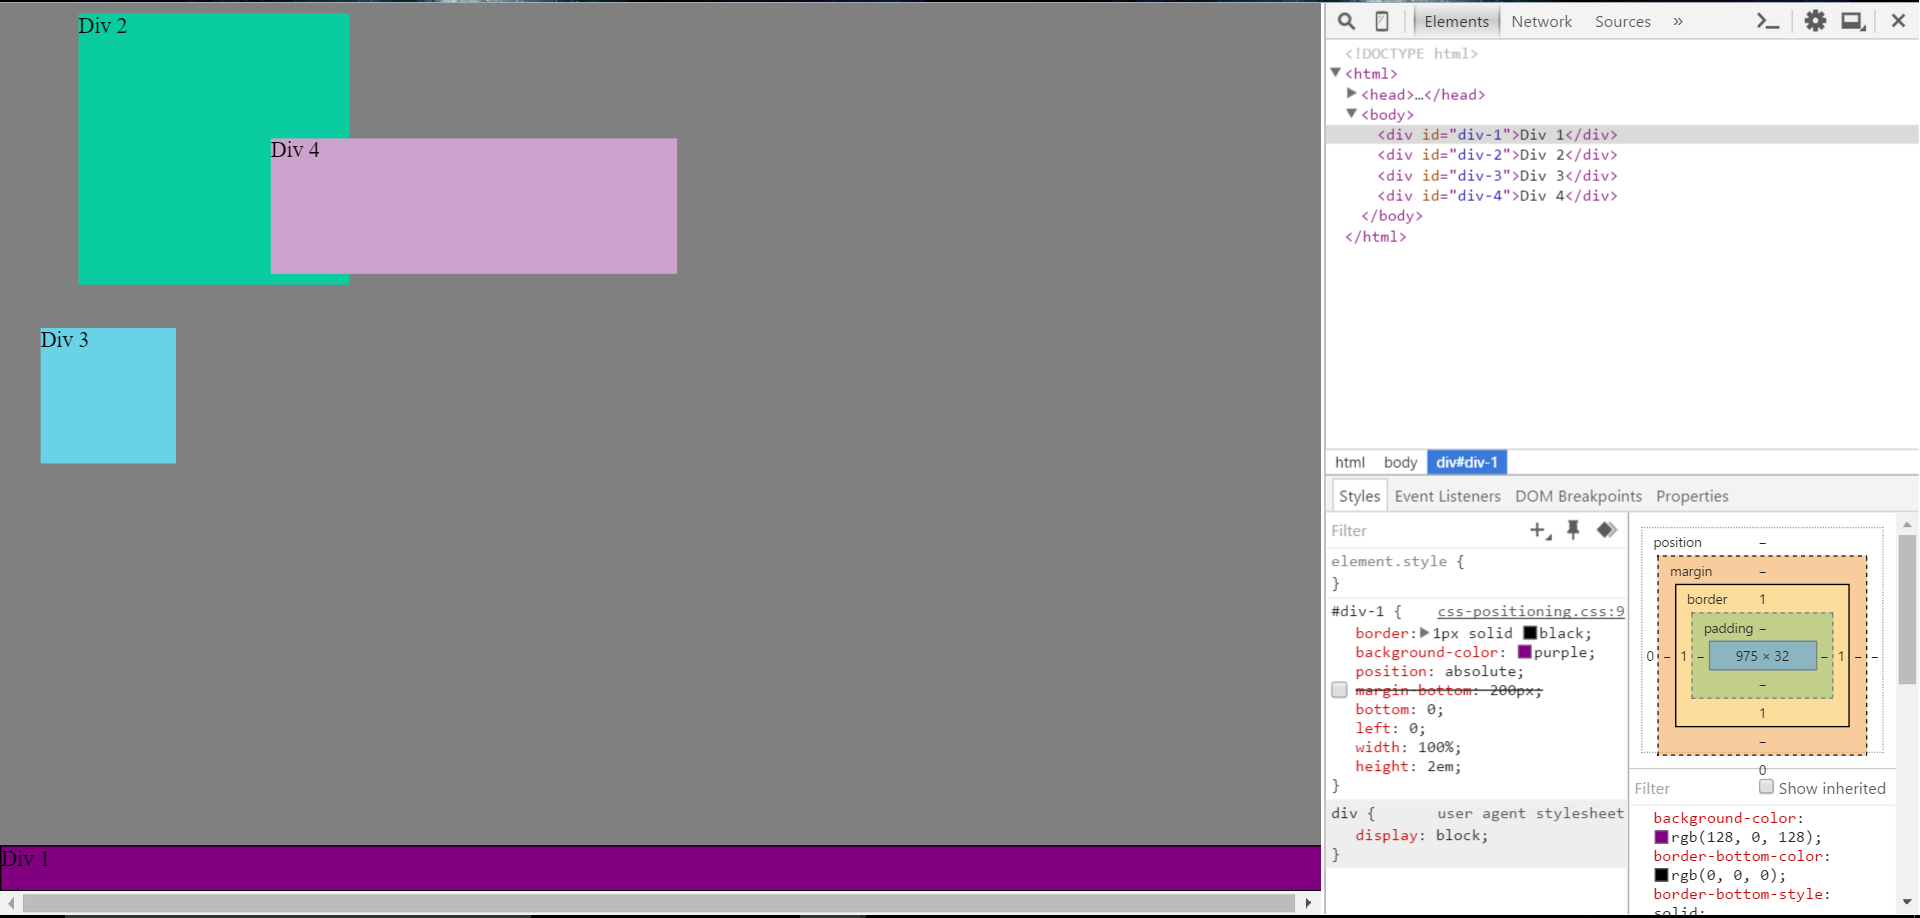 Div 2
Div 4
Div 3
Div 1
Elements Network Sources »
<!DOCTYPE html>
<html>
<head>…</head>
<body>
<div id="div-1">Div 1</div>
<div id="div-2">Div 2</div>
<div id="div-3">Div 3</div>
<div id="div-4">Div 4</div>
</body>
</html>
html body div#div-1
Styles Event Listeners DOM Breakpoints Properties
Filter
element.style {
}
#div-1 { css-positioning.css:9
border: 1px solid black;
background-color: purple;
position: absolute;
margin-bottom: 200px;
bottom: 0;
left: 0;
width: 100%;
height: 2em;
}
div { user agent stylesheet
display: block;
}
position –
margin –
border 1
padding –
0 – 1 – 975 × 32 – 1 – –
–
1
–
0
Filter Show inherited
background-color:
rgb(128, 0, 128);
border-bottom-color:
rgb(0, 0, 0);
border-bottom-style:
solid;